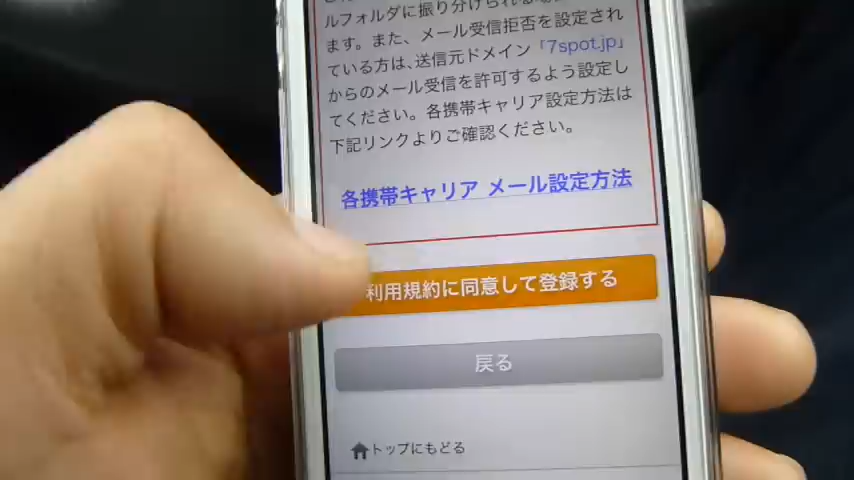 ルフォルダに振り分けられる
ます。また、メール受信拒否を設定され
ている方は、送信元ドメイン「7spot.jp」
からのメール受信を許可するよう設定し
てください。各携帯キャリア設定方法は
下記リンクよりご確認ください。
各携帯キャリア メール設定方法
利用規約に同意して登録する
戻る
トップにもどる